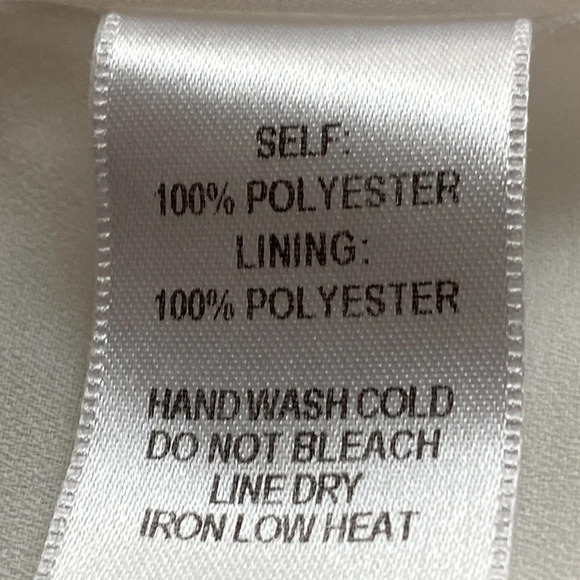 SELF:
100% POLYESTER
LINING:
100% POLYESTER
HAND WASH COLD
DO NOT BLEACH
LINE DRY
IRON LOW HEAT